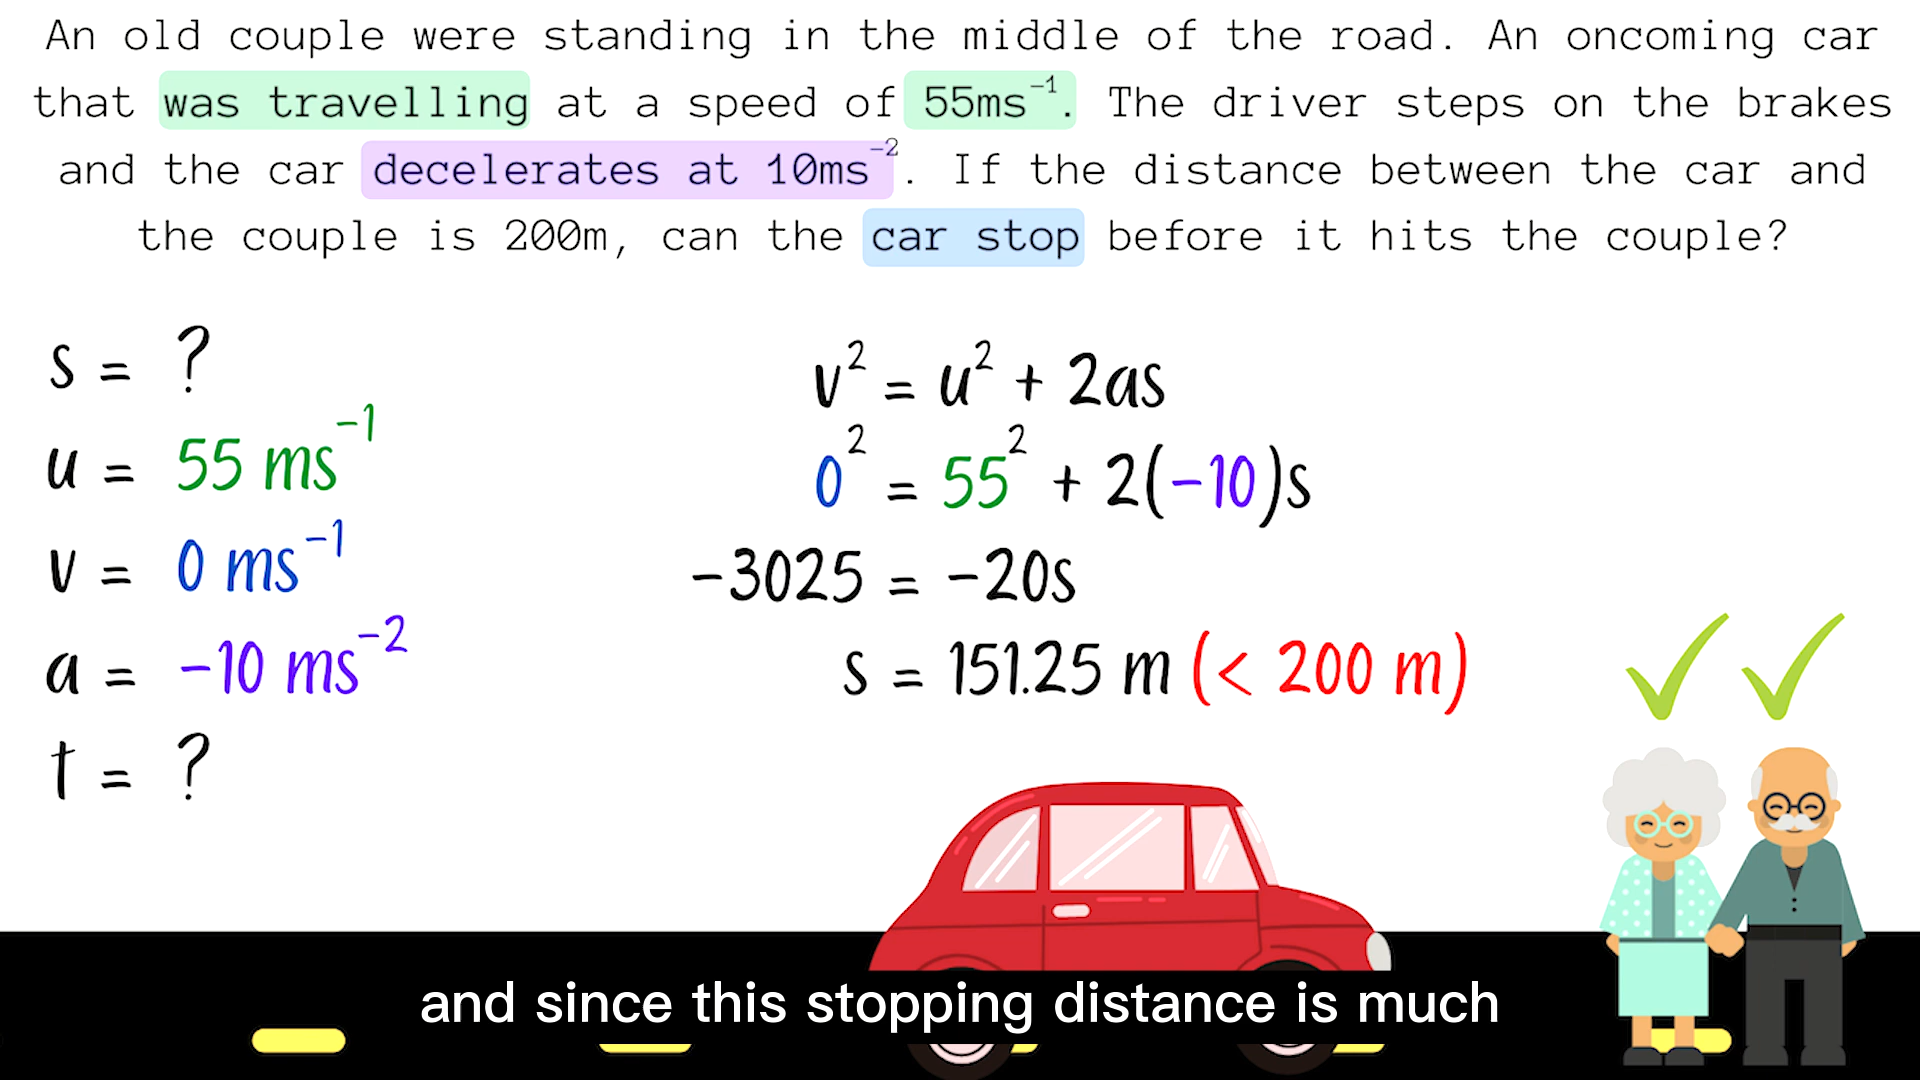 An old couple were standing in the middle of the road. An oncoming car
that was travelling at a speed of 55ms⁻¹. The driver steps on the brakes
and the car decelerates at 10ms⁻². If the distance between the car and
the couple is 200m, can the car stop before it hits the couple?
s = ?
u = 55 ms⁻¹
v = 0 ms⁻¹
a = -10 ms⁻²
t = ?
v² = u² + 2as
0² = 55² + 2(-10)s
-3025 = -20s
s = 151.25 m (< 200 m)
and since this stopping distance is much